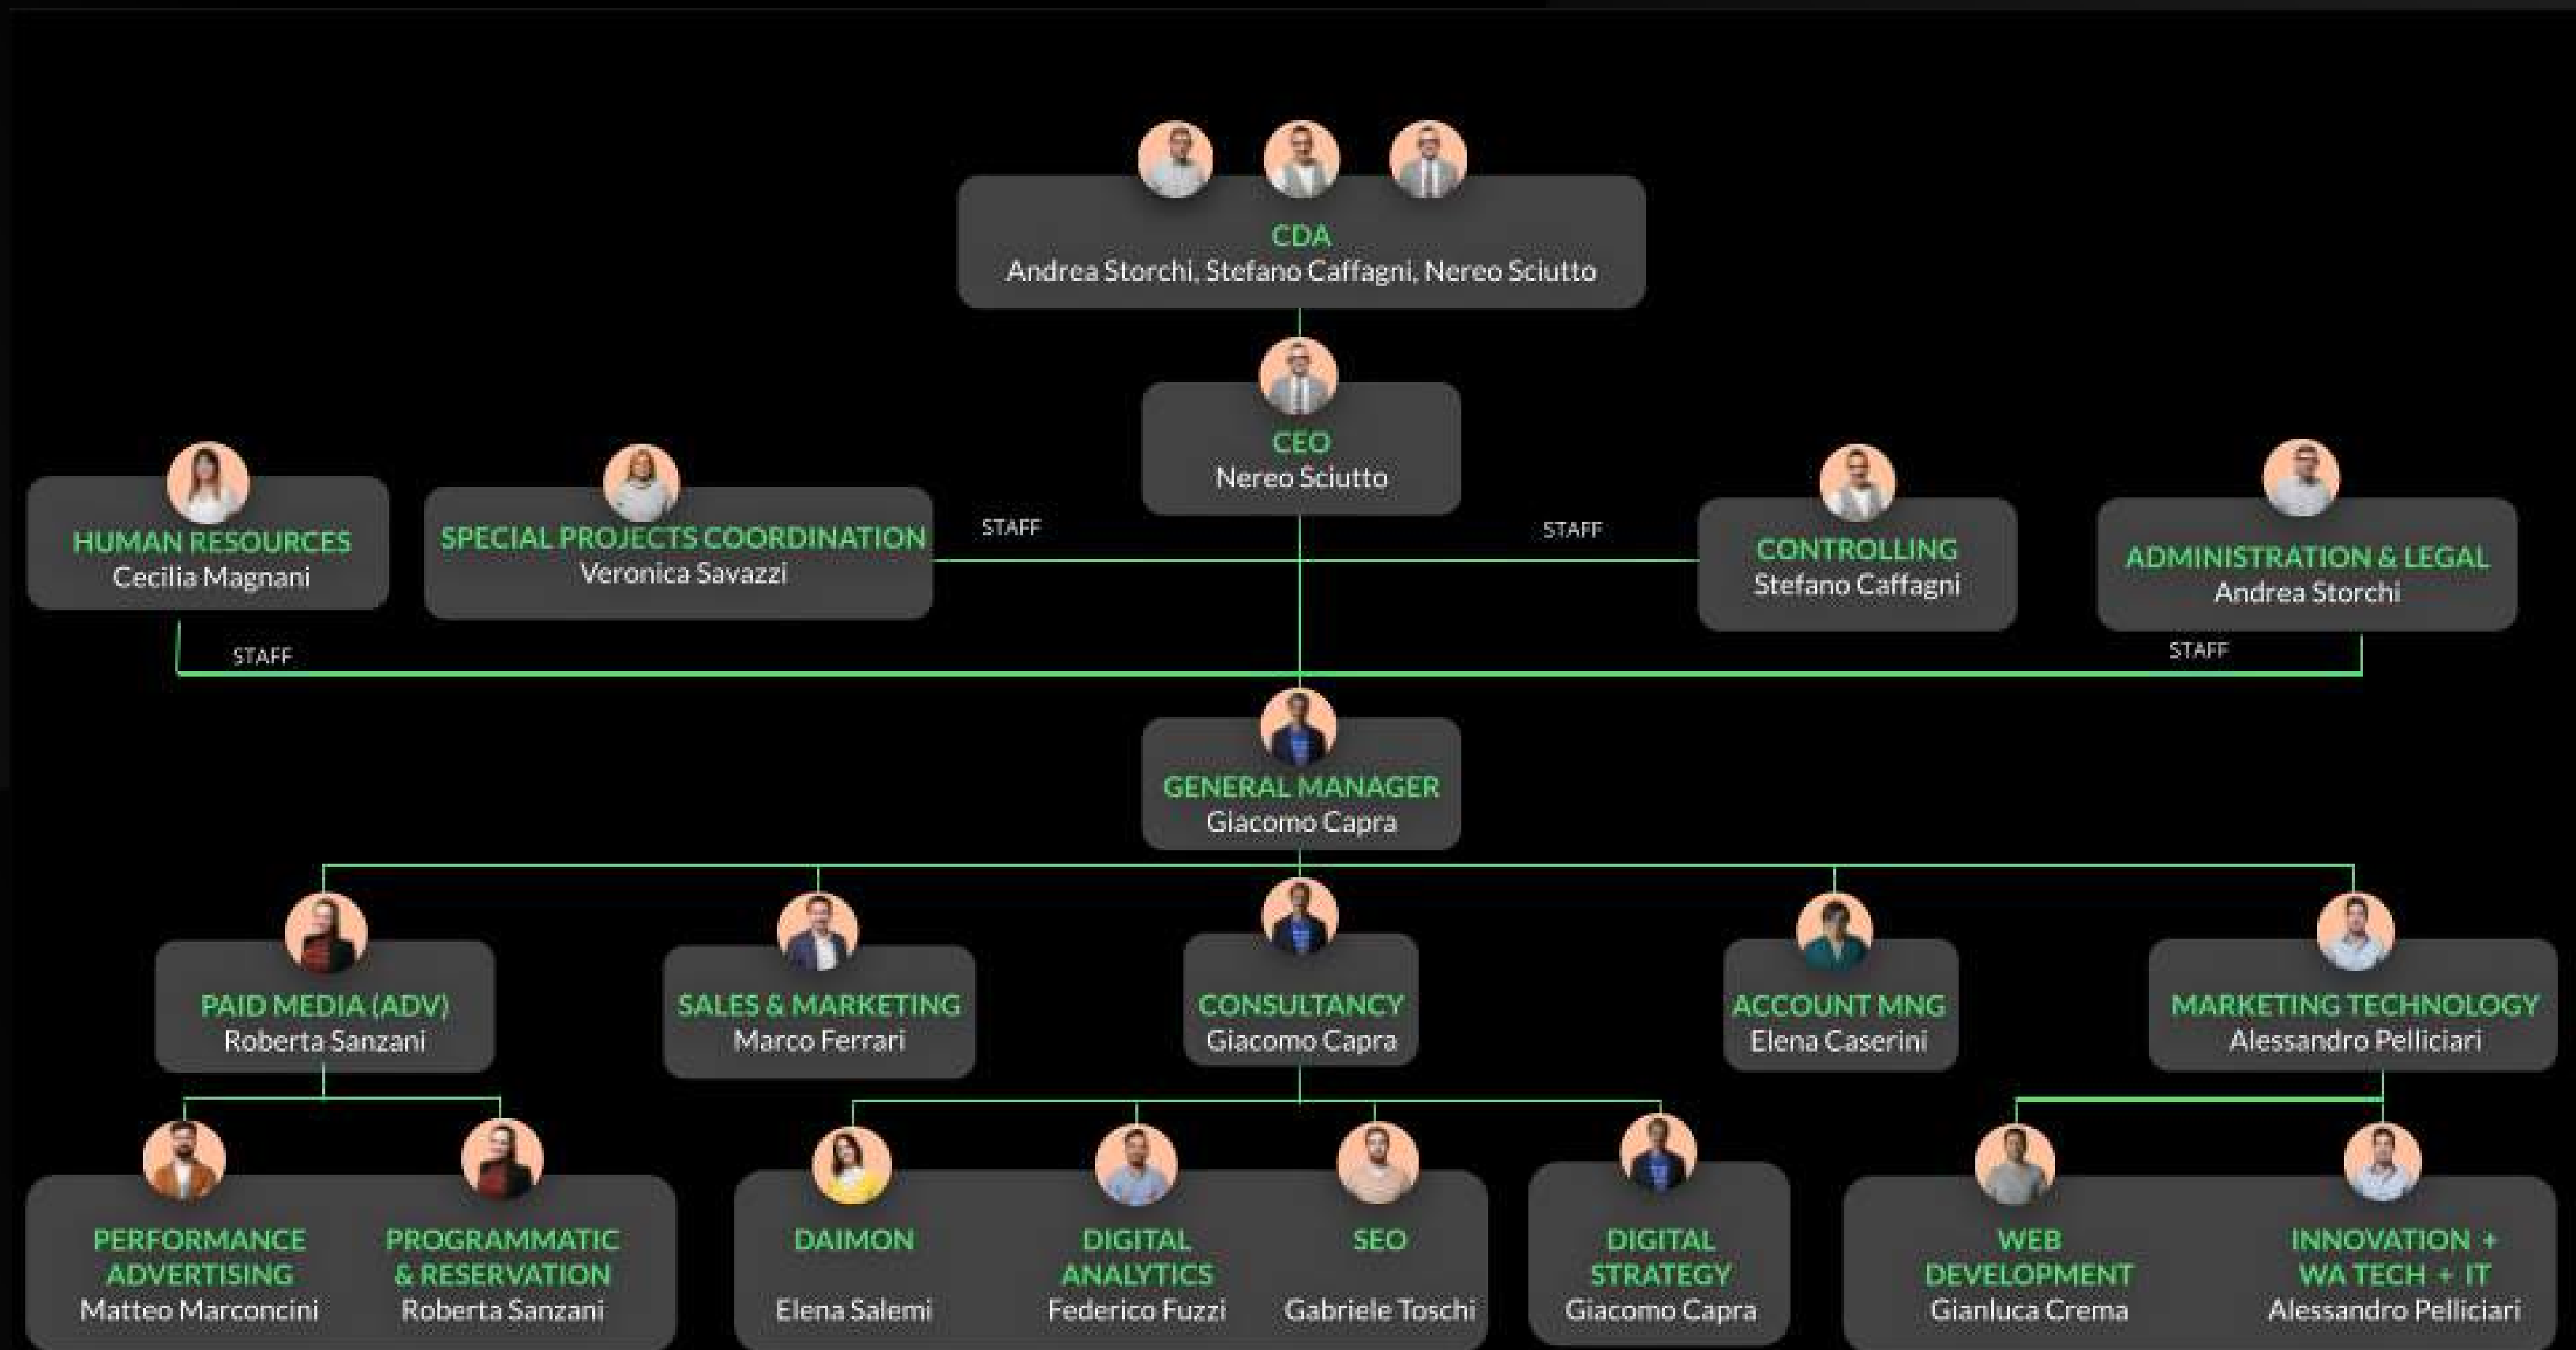 CDA
Andrea Storchi, Stefano Caffagni, Nereo Sciutto
CEO
Nereo Sciutto
HUMAN RESOURCES
Cecilia Magnani
SPECIAL PROJECTS COORDINATION
Veronica Savazzi
STAFF
STAFF
CONTROLLING
Stefano Caffagni
ADMINISTRATION & LEGAL
Andrea Storchi
STAFF
STAFF
GENERAL MANAGER
Giacomo Capra
PAID MEDIA (ADV)
Roberta Sanzani
SALES & MARKETING
Marco Ferrari
CONSULTANCY
Giacomo Capra
ACCOUNT MNG
Elena Caserini
MARKETING TECHNOLOGY
Alessandro Pelliciari
PERFORMANCE
ADVERTISING
Matteo Marconcini
PROGRAMMATIC
& RESERVATION
Roberta Sanzani
DAIMON
Elena Salemi
DIGITAL
ANALYTICS
Federico Fuzzi
SEO
Gabriele Toschi
DIGITAL
STRATEGY
Giacomo Capra
WEB
DEVELOPMENT
Gianluca Crema
INNOVATION +
WA TECH + IT
Alessandro Pelliciari